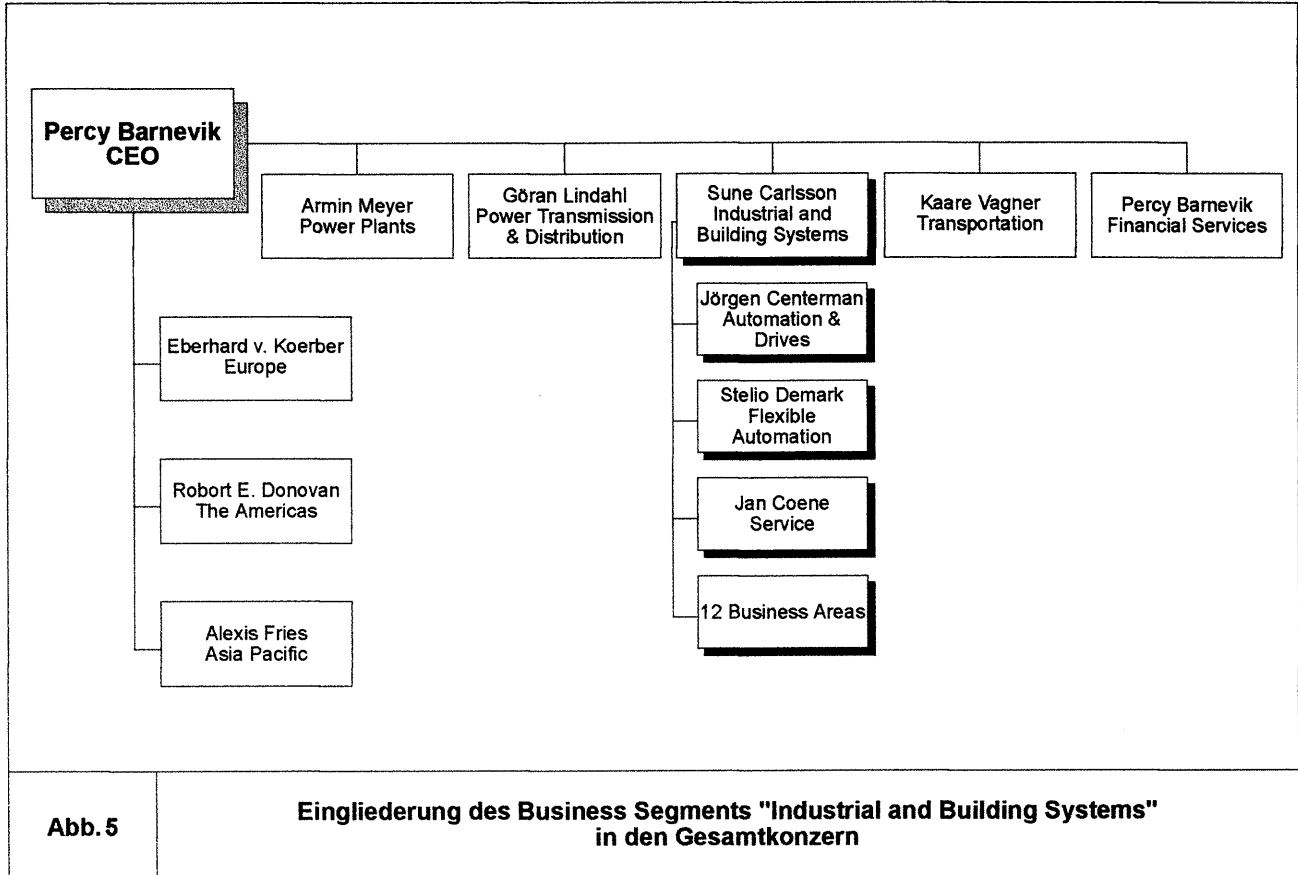 Percy Barnevik
CEO
Armin Meyer
Power Plants
Göran Lindahl
Power Transmission
& Distribution
Sune Carlsson
Industrial and
Building Systems
Kaare Vagner
Transportation
Percy Barnevik
Financial Services
Eberhard v. Koerber
Europe
Robort E. Donovan
The Americas
Alexis Fries
Asia Pacific
Jörgen Centerman
Automation &
Drives
Stelio Demark
Flexible
Automation
Jan Coene
Service
12 Business Areas
Abb. 5
Eingliederung des Business Segments "Industrial and Building Systems"
in den Gesamtkonzern